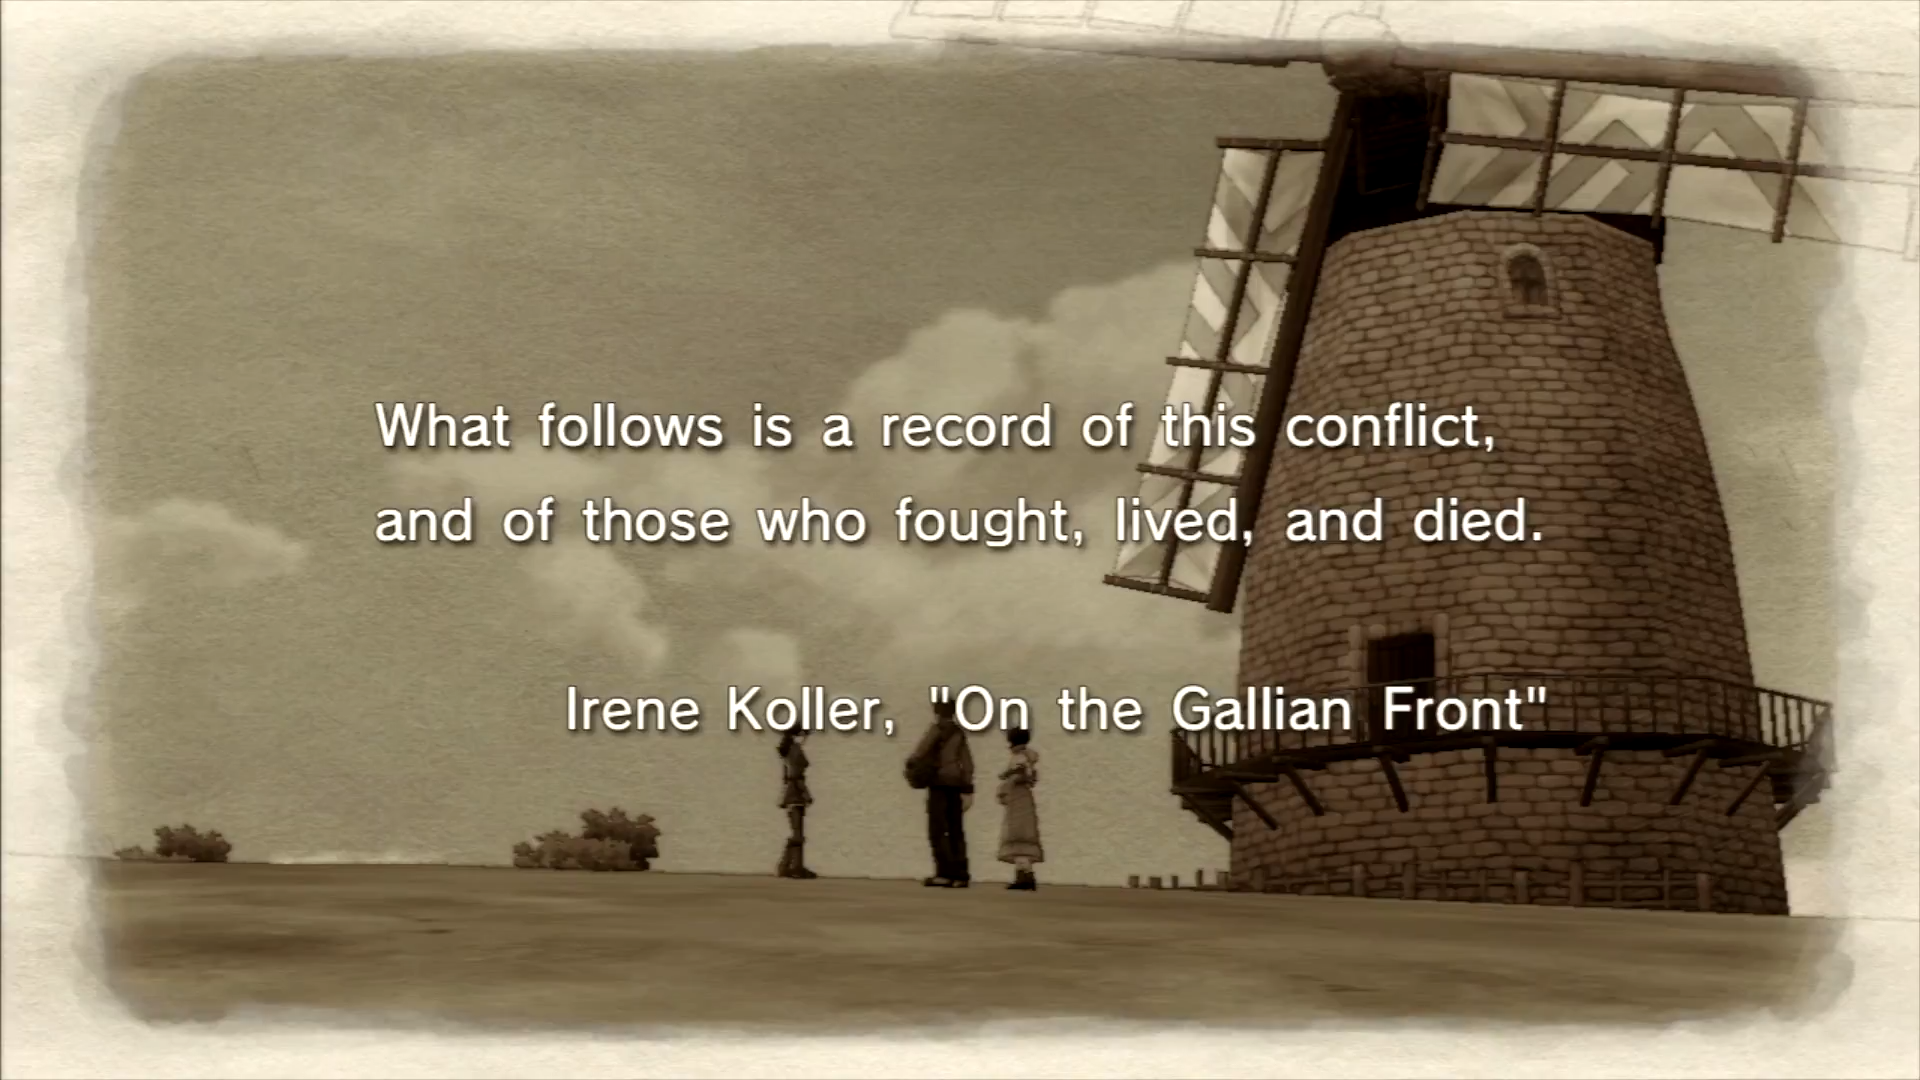 What follows is a record of this conflict,
and of those who fought, lived, and died.
Irene Koller, "On the Gallian Front"